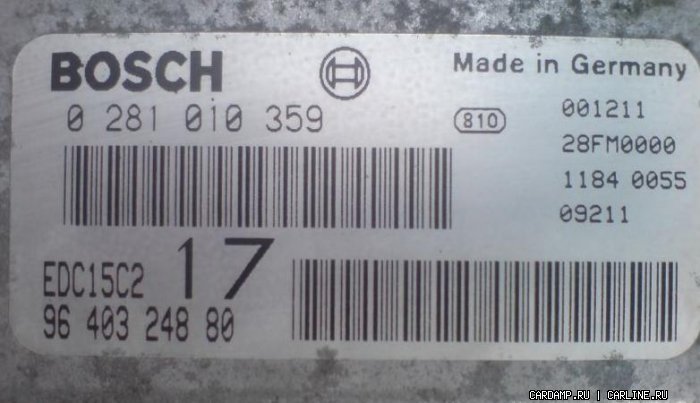 BOSCH
Made in Germany
0 281 010 359
810
001211
28FM0000
1184 0055
09211
EDC15C2
17
96 403 248 80
CARDAMP.RU | CARLINE.RU